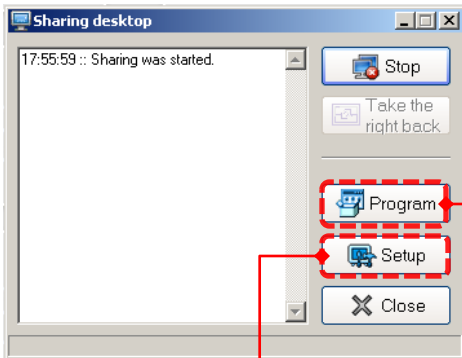 Sharing desktop
17:55:59 :: Sharing was started.
Stop
Take the
right back
Program
Setup
Close